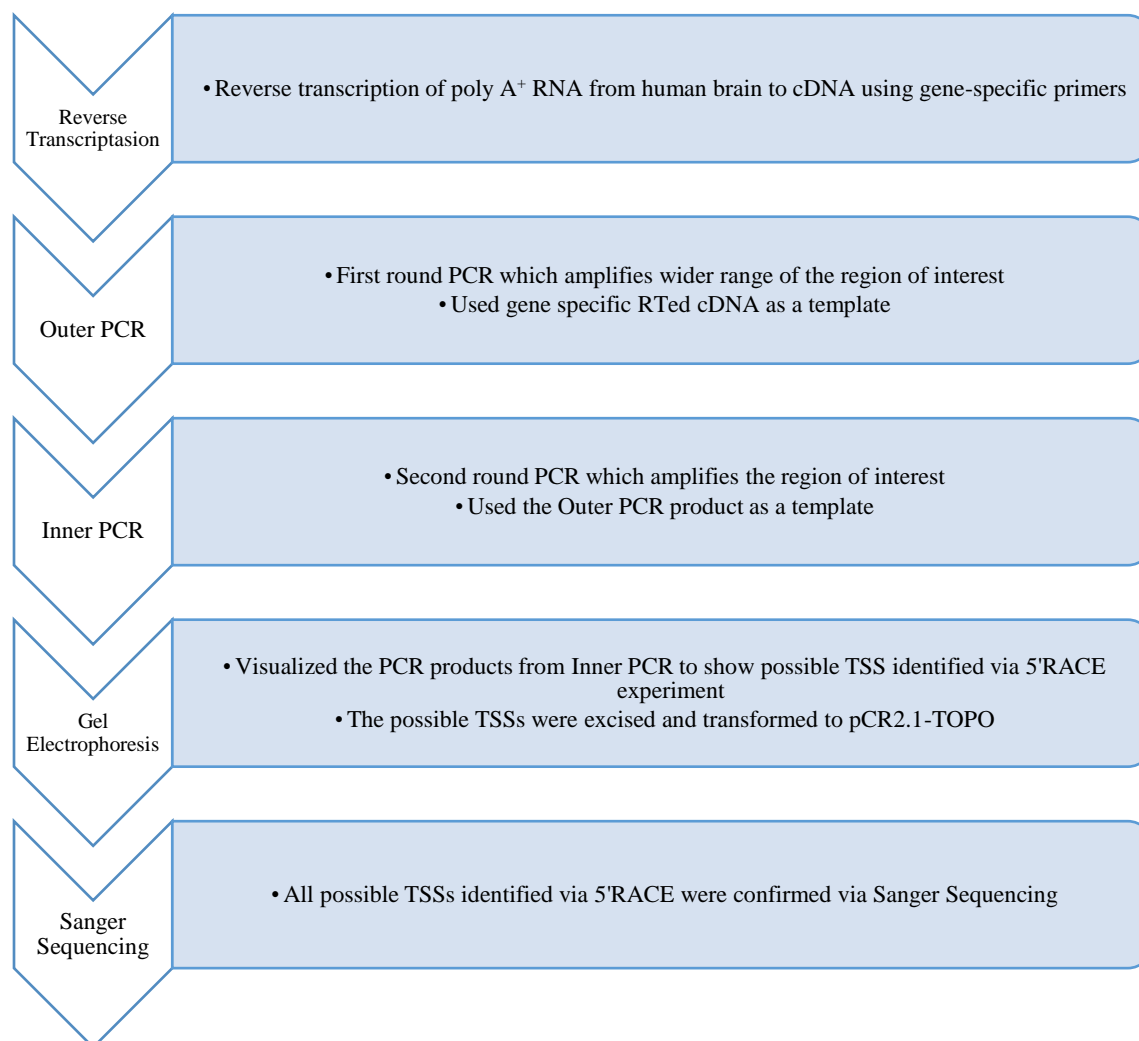 Reverse
Transcriptasion
• Reverse transcription of poly A⁺ RNA from human brain to cDNA using gene-specific primers
Outer PCR
• First round PCR which amplifies wider range of the region of interest
• Used gene specific RTed cDNA as a template
Inner PCR
• Second round PCR which amplifies the region of interest
• Used the Outer PCR product as a template
Gel
Electrophoresis
• Visualized the PCR products from Inner PCR to show possible TSS identified via 5'RACE
experiment
• The possible TSSs were excised and transformed to pCR2.1-TOPO
Sanger
Sequencing
• All possible TSSs identified via 5'RACE were confirmed via Sanger Sequencing